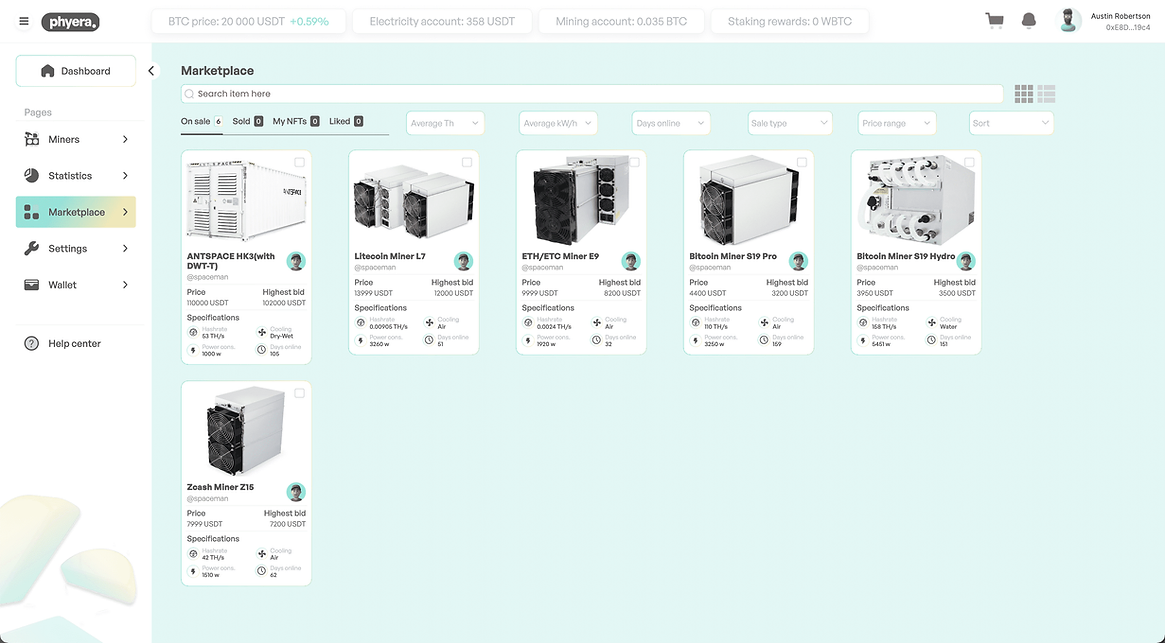 phyera.
BTC price: 20 000 USDT +0.59%
Electricity account: 358 USDT
Mining account: 0.035 BTC
Staking rewards: 0 WBTC
Austin Robertson
0xE8D...19c4
Dashboard
Pages
Miners
Statistics
Marketplace
Settings
Wallet
Help center
Marketplace
Search item here
On sale 6 Sold 0 My NFTs 0 Liked 0
Average Th
Average kW/h
Days online
Sale type
Price range
Sort
ANTSPACE
ANTSPACE HK3(with
DWT-T)
@spaceman
Price Highest bid
110000 USDT 102000 USDT
Specifications
Hashrate Cooling
53 TH/s Dry-Wet
Power cons. Days online
1000 w 105
Litecoin Miner L7
@spaceman
Price Highest bid
13999 USDT 12000 USDT
Specifications
Hashrate Cooling
0.00905 TH/s Air
Power cons. Days online
3260 w 51
ETH/ETC Miner E9
@spaceman
Price Highest bid
9999 USDT 8200 USDT
Specifications
Hashrate Cooling
0.0024 TH/s Air
Power cons. Days online
1920 w 32
Bitcoin Miner S19 Pro
@spaceman
Price Highest bid
4400 USDT 3200 USDT
Specifications
Hashrate Cooling
110 TH/s Air
Power cons. Days online
3250 w 159
Bitcoin Miner S19 Hydro
@spaceman
Price Highest bid
3950 USDT 3500 USDT
Specifications
Hashrate Cooling
158 TH/s Water
Power cons. Days online
5451 w 151
Zcash Miner Z15
@spaceman
Price Highest bid
7999 USDT 7200 USDT
Specifications
Hashrate Cooling
42 TH/s Air
Power cons. Days online
1510 w 62